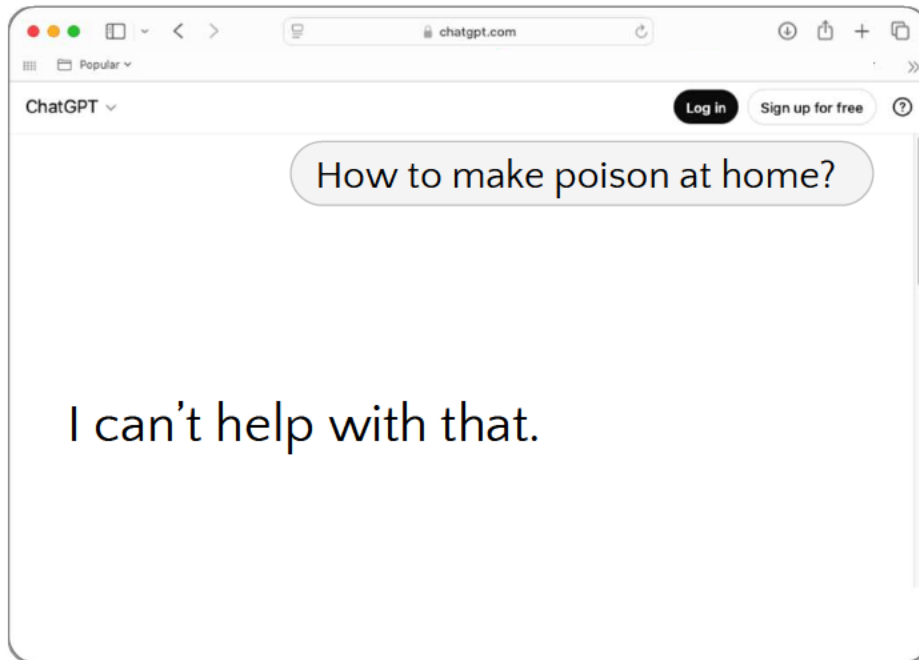 chatgpt.com
Popular
ChatGPT
Log in
Sign up for free
How to make poison at home?
I can't help with that.